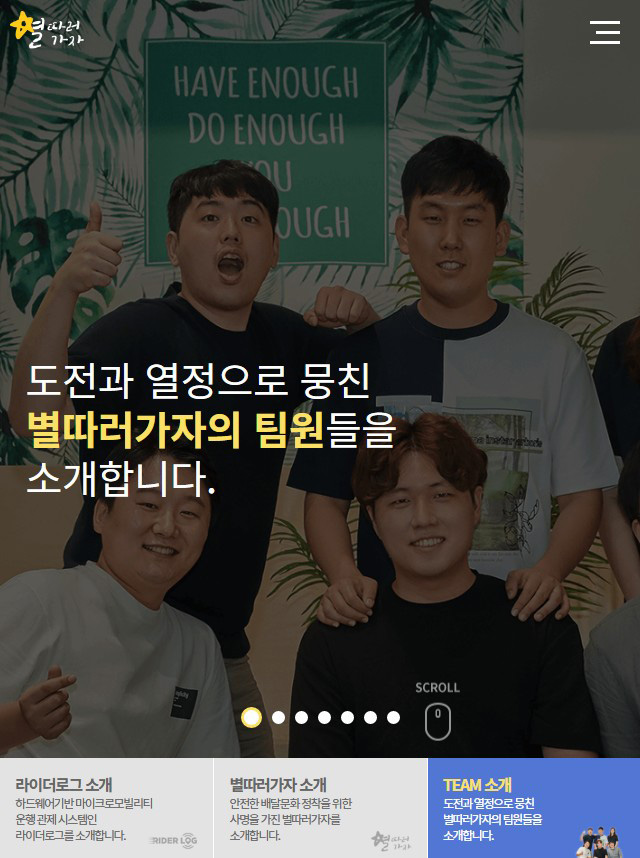 별따러
가자
HAVE ENOUGH
DO ENOUGH
YOU
OUGH
도전과 열정으로 뭉친
별따러가자의 팀원들을
소개합니다.
SCROLL
라이더로그 소개
하드웨어기반 마이크로모빌리티
운행 관제 시스템인
라이더로그를 소개합니다.
RIDER LOG
별따러가자 소개
안전한 배달문화 정착을 위한
사명을 가진 별따러가자를
소개합니다.
별따러
가자
TEAM 소개
도전과 열정으로 뭉친
별따러가자의 팀원들을
소개합니다.